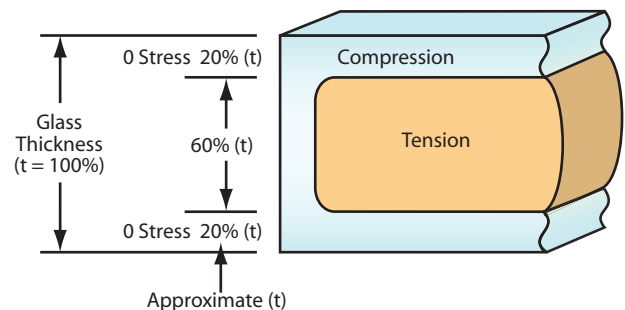 0 Stress 20% (t)
Compression
Glass
Thickness
(t = 100%)
60% (t)
Tension
0 Stress 20% (t)
Approximate (t)